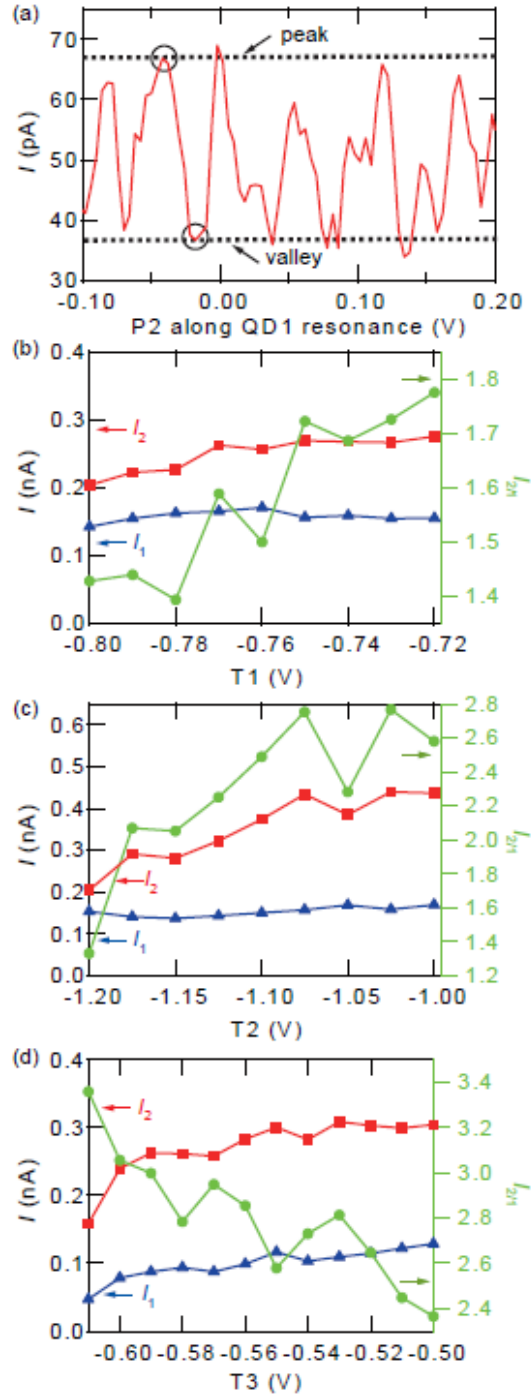 (a)
70
60
50
40
30
I (pA)
peak
valley
-0.10 0.00 0.10 0.20
P2 along QD1 resonance (V)
(b)
0.4
0.3
0.2
0.1
0.0
I (nA)
I2
I1
1.8
1.7
1.6
1.5
1.4
I2/1
-0.80 -0.78 -0.76 -0.74 -0.72
T1 (V)
(c)
0.6
0.5
0.4
0.3
0.2
0.1
0.0
I (nA)
I2
I1
2.8
2.6
2.4
2.2
2.0
1.8
1.6
1.4
1.2
I2/1
-1.20 -1.15 -1.10 -1.05 -1.00
T2 (V)
(d)
0.4
0.3
0.2
0.1
0.0
I (nA)
I2
I1
3.4
3.2
3.0
2.8
2.6
2.4
I2/1
-0.60 -0.58 -0.56 -0.54 -0.52 -0.50
T3 (V)